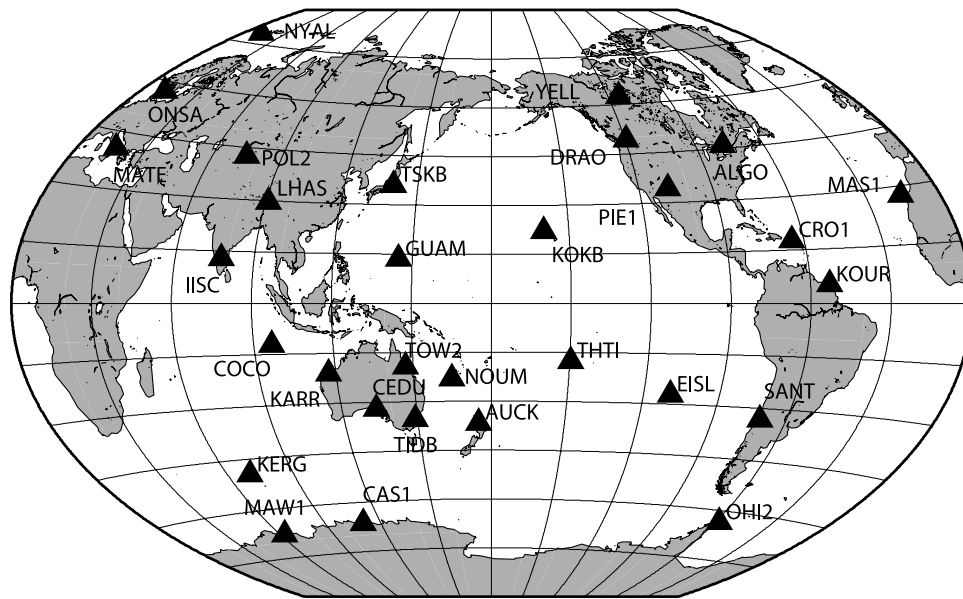 NYAL
YELL
ONSA
DRAO
POL2
ALGO
MATE
TSKB
LHAS
MAS1
PIE1
CRO1
GUAM
KOKB
KOUR
IISC
COCO
TOW2
THTI
NOUM
CEDU
EISL
KARR
SANT
AUCK
TIDB
KERG
CAS1
MAW1
OHI2